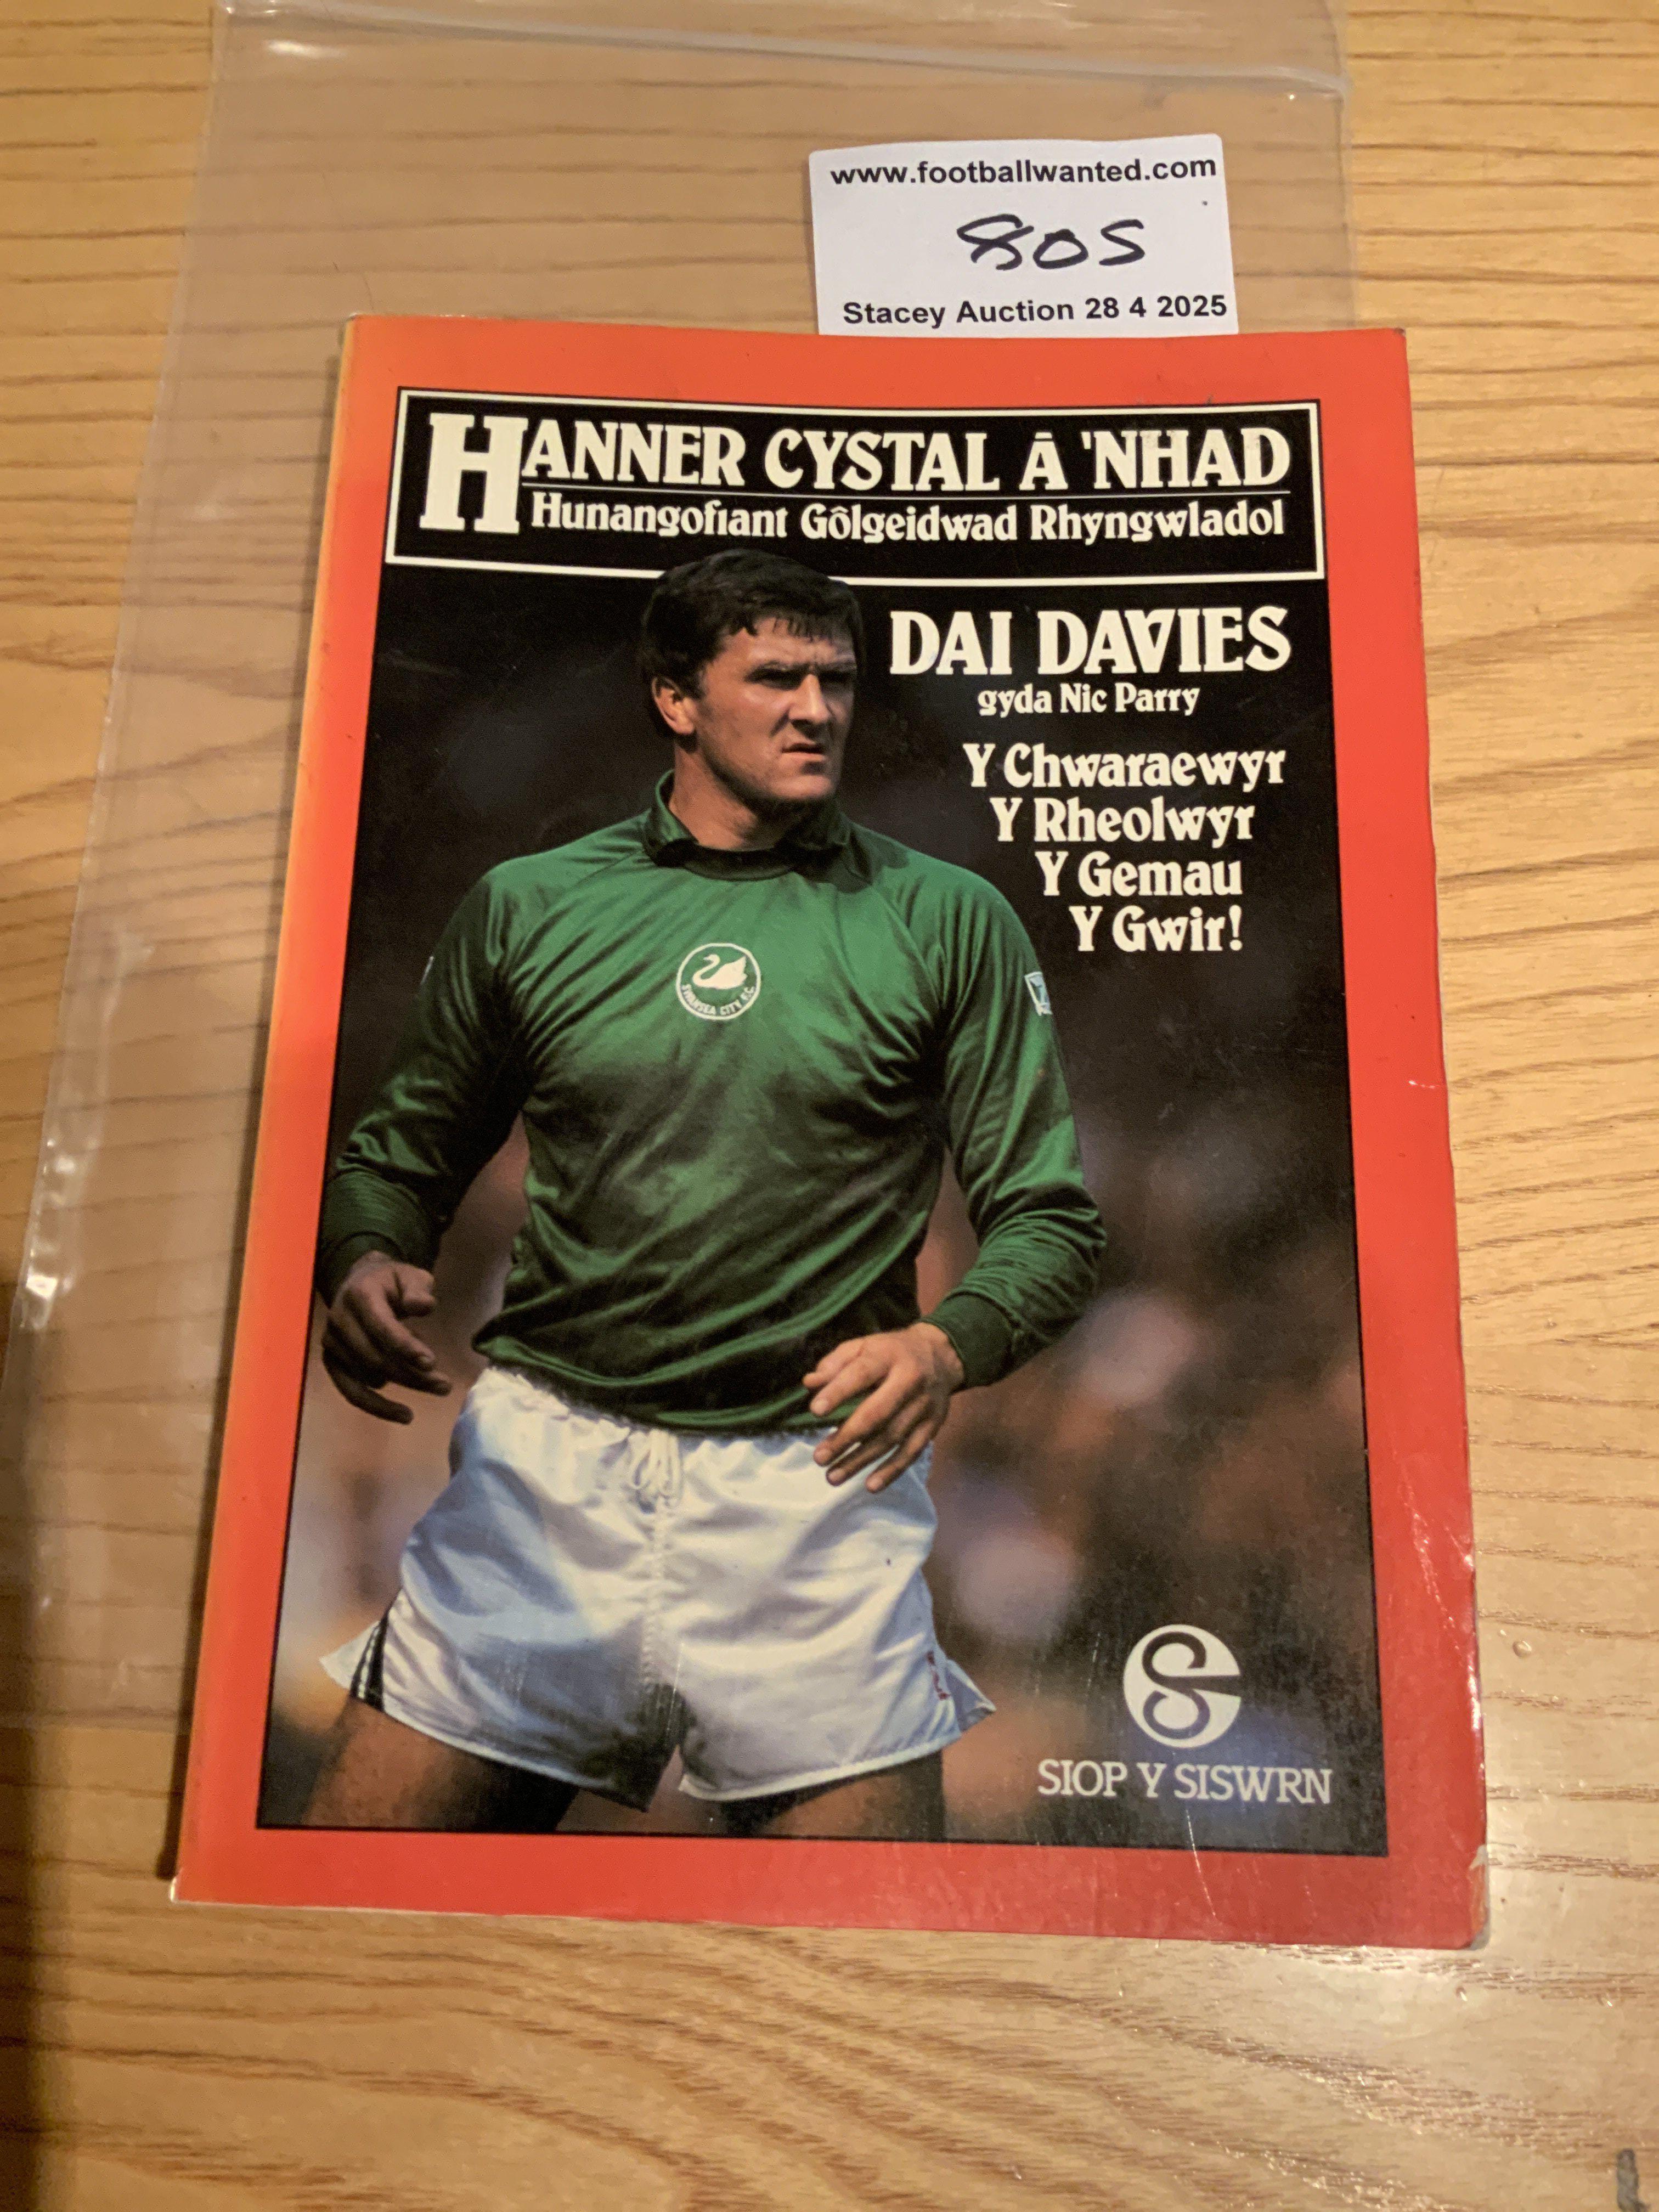 www.footballwanted.com
805
Stacey Auction 28 4 2025
HANNER CYSTAL Â 'NHAD
Hunangofiant Gôlgeidwad Rhyngwladol
DAI DAVIES
gyda Nic Parry
Y Chwaraewyr
Y Rheolwyr
Y Gemau
Y Gwir!
SWANSEA CITY F.C.
SIOP Y SISWRN